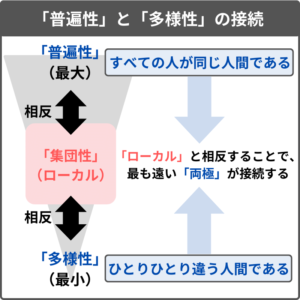 「普遍性」と「多様性」の接続
「普遍性」
（最大）
すべての人が同じ人間である
相反
「集団性」
（ローカル）
「ローカル」と相反することで、
最も遠い「両極」が接続する
相反
「多様性」
（最小）
ひとりひとり違う人間である